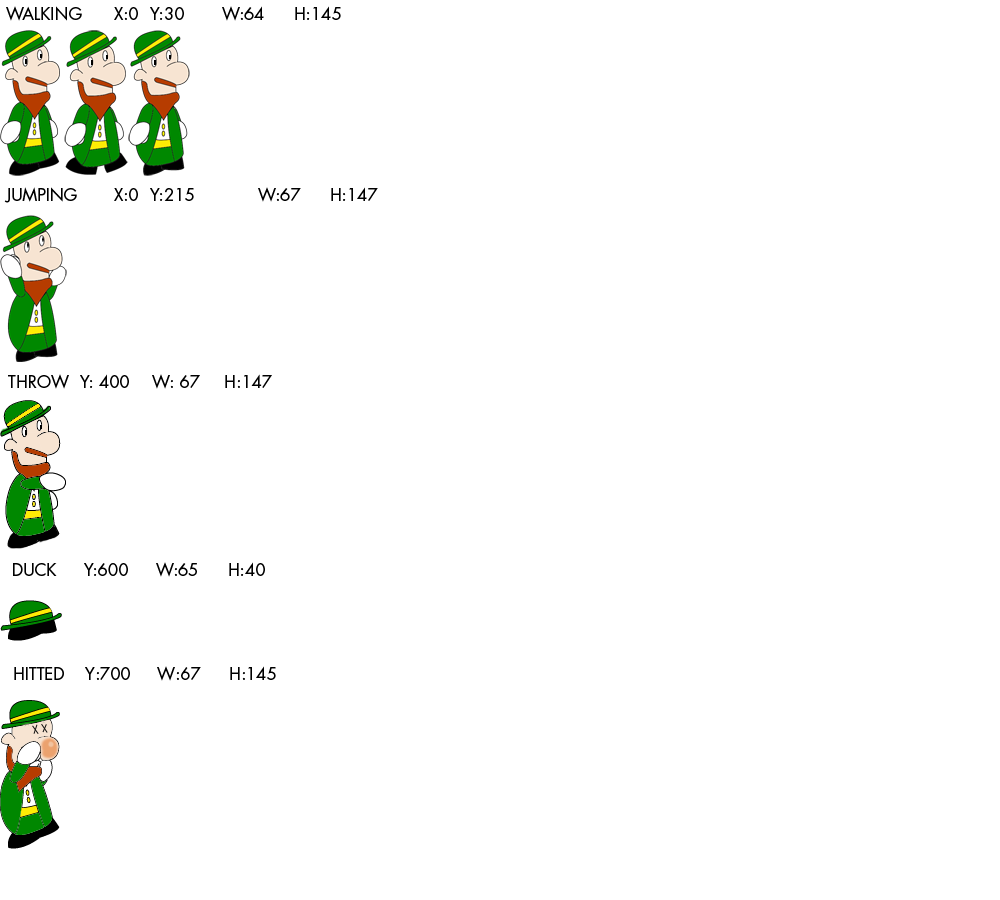 WALKING X:0 Y:30 W:64 H:145
JUMPING X:0 Y:215 W:67 H:147
THROW Y: 400 W: 67 H:147
DUCK Y:600 W:65 H:40
HITTED Y:700 W:67 H:145